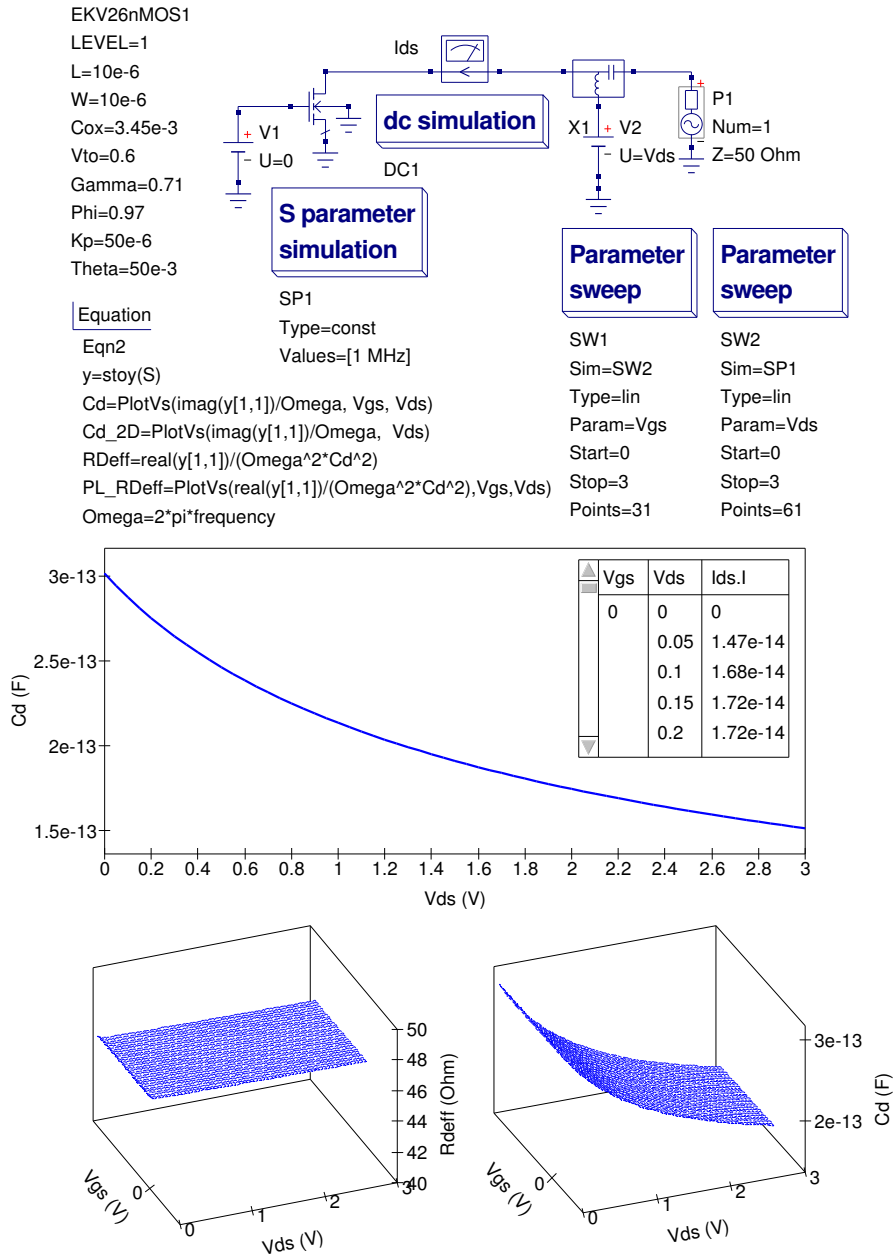 EKV26nMOS1
LEVEL=1
L=10e-6
W=10e-6
Cox=3.45e-3
Vto=0.6
Gamma=0.71
Phi=0.97
Kp=50e-6
Theta=50e-3
Ids
V1
U=0
dc simulation
DC1
X1
V2
U=Vds
P1
Num=1
Z=50 Ohm
S parameter
simulation
SP1
Type=const
Values=[1 MHz]
Parameter
sweep
SW1
Sim=SW2
Type=lin
Param=Vgs
Start=0
Stop=3
Points=31
Parameter
sweep
SW2
Sim=SP1
Type=lin
Param=Vds
Start=0
Stop=3
Points=61
Equation
Eqn2
y=stoy(S)
Cd=PlotVs(imag(y[1,1])/Omega, Vgs, Vds)
Cd_2D=PlotVs(imag(y[1,1])/Omega, Vds)
RDeff=real(y[1,1])/(Omega^2*Cd^2)
PL_RDeff=PlotVs(real(y[1,1])/(Omega^2*Cd^2),Vgs,Vds)
Omega=2*pi*frequency
3e-13
2.5e-13
2e-13
1.5e-13
Cd (F)
0 0.2 0.4 0.6 0.8 1 1.2 1.4 1.6 1.8 2 2.2 2.4 2.6 2.8 3
Vds (V)
Vgs Vds Ids.I
0 0 0
0.05 1.47e-14
0.1 1.68e-14
0.15 1.72e-14
0.2 1.72e-14
50
48
46
44
42
40
Rdeff (Ohm)
0
Vgs (V)
0 1 2 3
Vds (V)
3e-13
2e-13
Cd (F)
0
Vgs (V)
0 1 2 3
Vds (V)